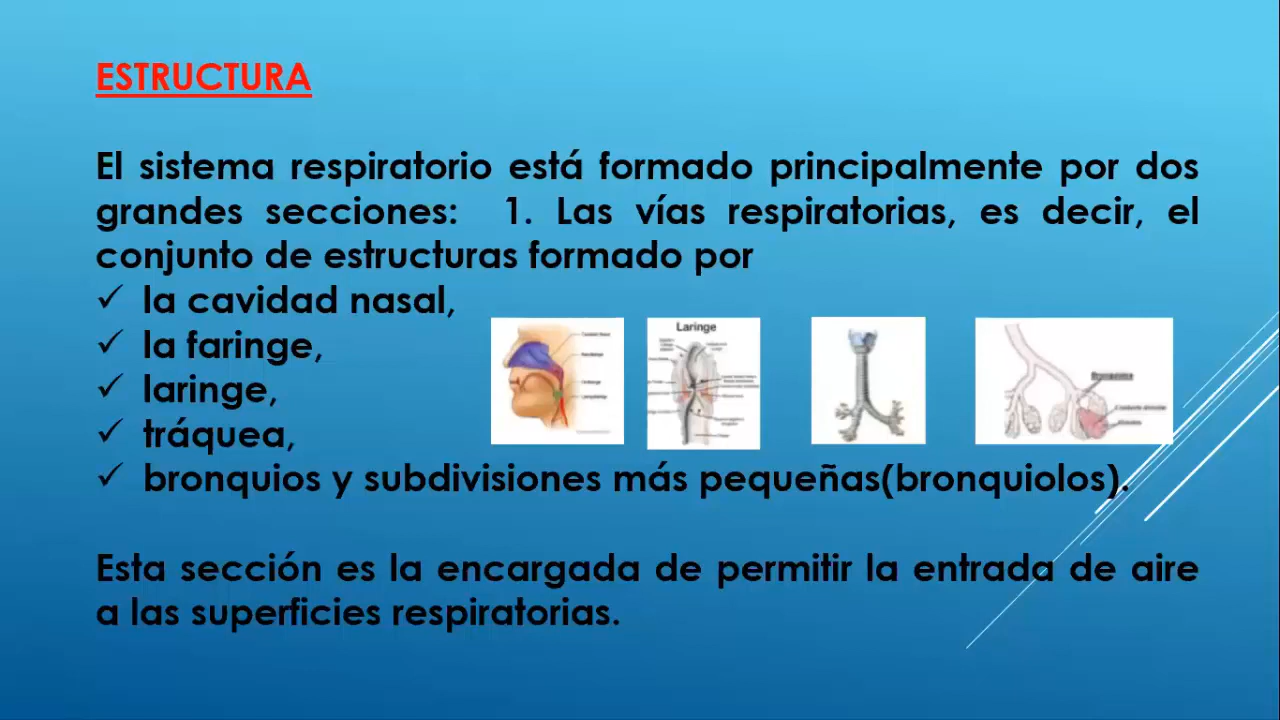 ESTRUCTURA
El sistema respiratorio está formado principalmente por dos
grandes secciones: 1. Las vías respiratorias, es decir, el
conjunto de estructuras formado por
✓ la cavidad nasal,
✓ la faringe,
✓ laringe,
✓ tráquea,
✓ bronquios y subdivisiones más pequeñas(bronquiolos).
Laringe
Esta sección es la encargada de permitir la entrada de aire
a las superficies respiratorias.